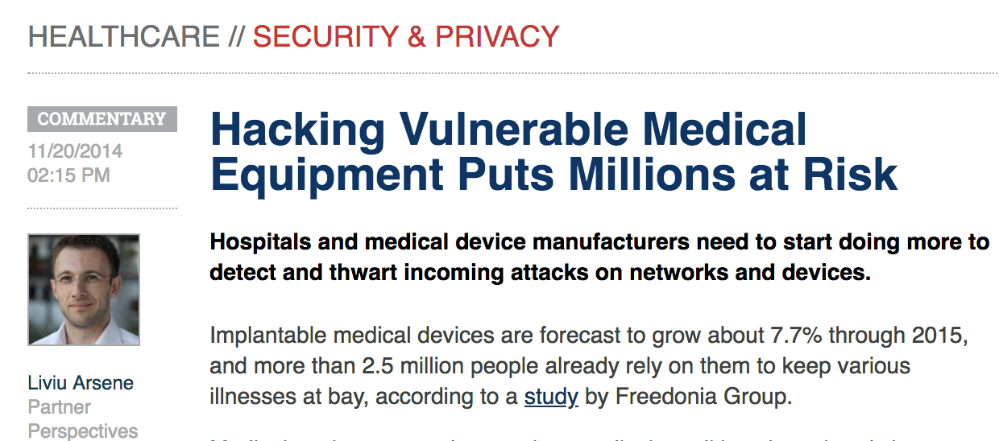 HEALTHCARE // SECURITY & PRIVACY
COMMENTARY
11/20/2014
02:15 PM
Liviu Arsene
Partner
Perspectives
Hacking Vulnerable Medical
Equipment Puts Millions at Risk
Hospitals and medical device manufacturers need to start doing more to
detect and thwart incoming attacks on networks and devices.
Implantable medical devices are forecast to grow about 7.7% through 2015,
and more than 2.5 million people already rely on them to keep various
illnesses at bay, according to a study by Freedonia Group.